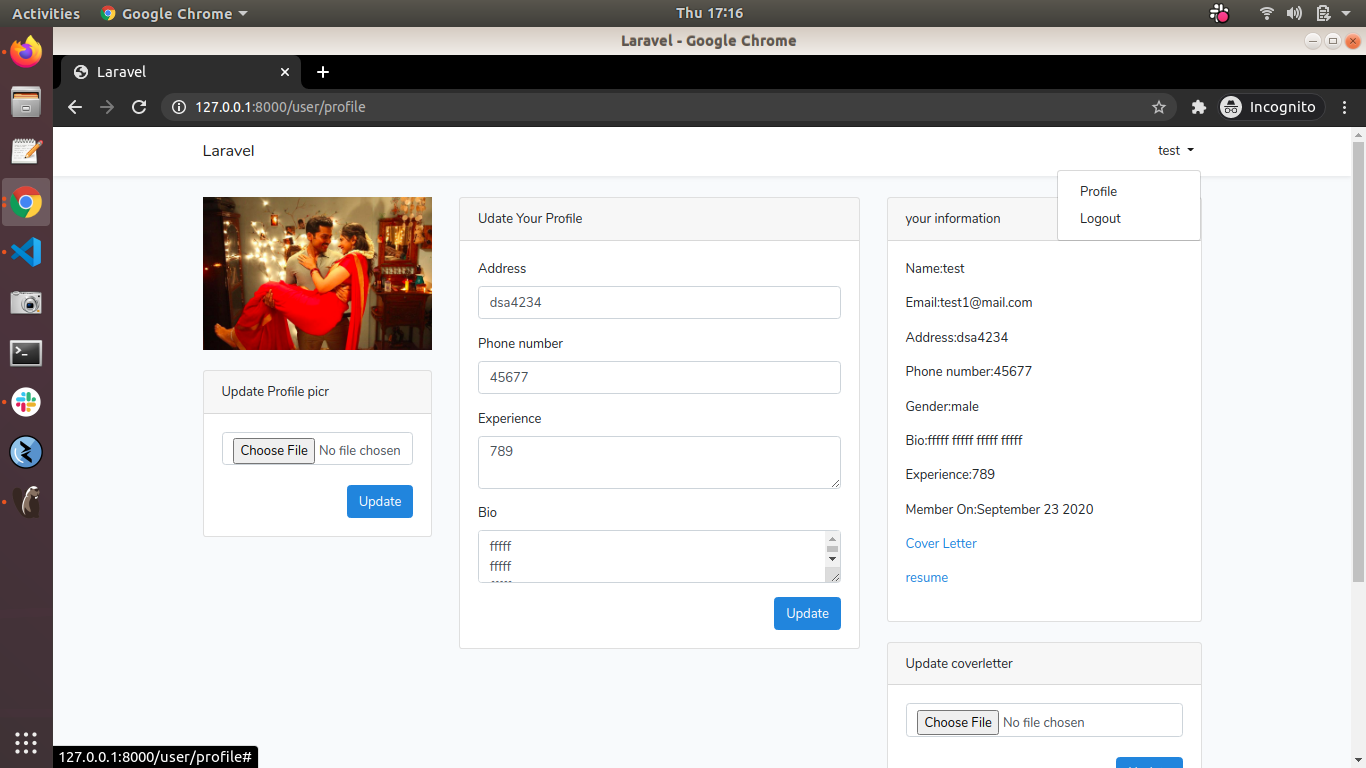 Activities
Google Chrome
Thu 17:16
Laravel - Google Chrome
Laravel
127.0.0.1:8000/user/profile
Incognito
Laravel
test
Profile
Logout
Update Profile picr
Choose File No file chosen
Update
Udate Your Profile
Address
dsa4234
Phone number
45677
Experience
789
Bio
fffff
fffff
Update
your information
Name:test
Email:test1@mail.com
Address:dsa4234
Phone number:45677
Gender:male
Bio:fffff fffff fffff fffff
Experience:789
Member On:September 23 2020
Cover Letter
resume
Update coverletter
Choose File No file chosen
127.0.0.1:8000/user/profile#